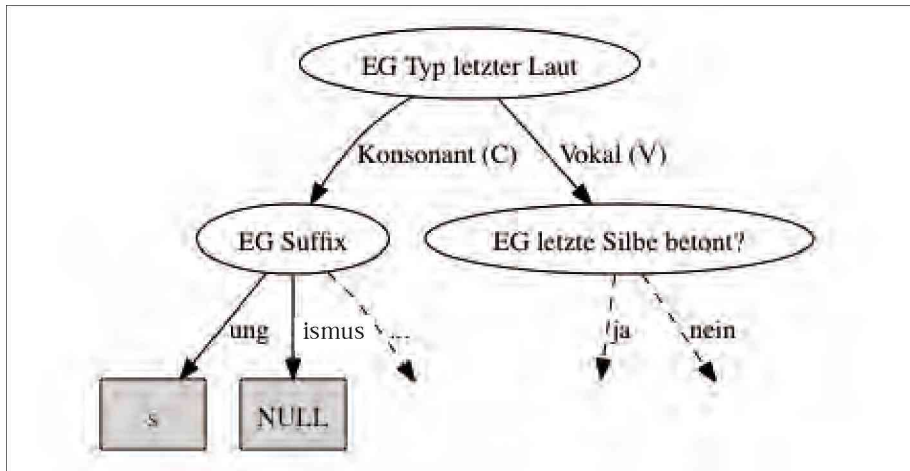 EG Typ letzter Laut
Konsonant (C) Vokal (V)
EG Suffix EG letzte Silbe betont?
ung ismus ... ja nein
s NULL